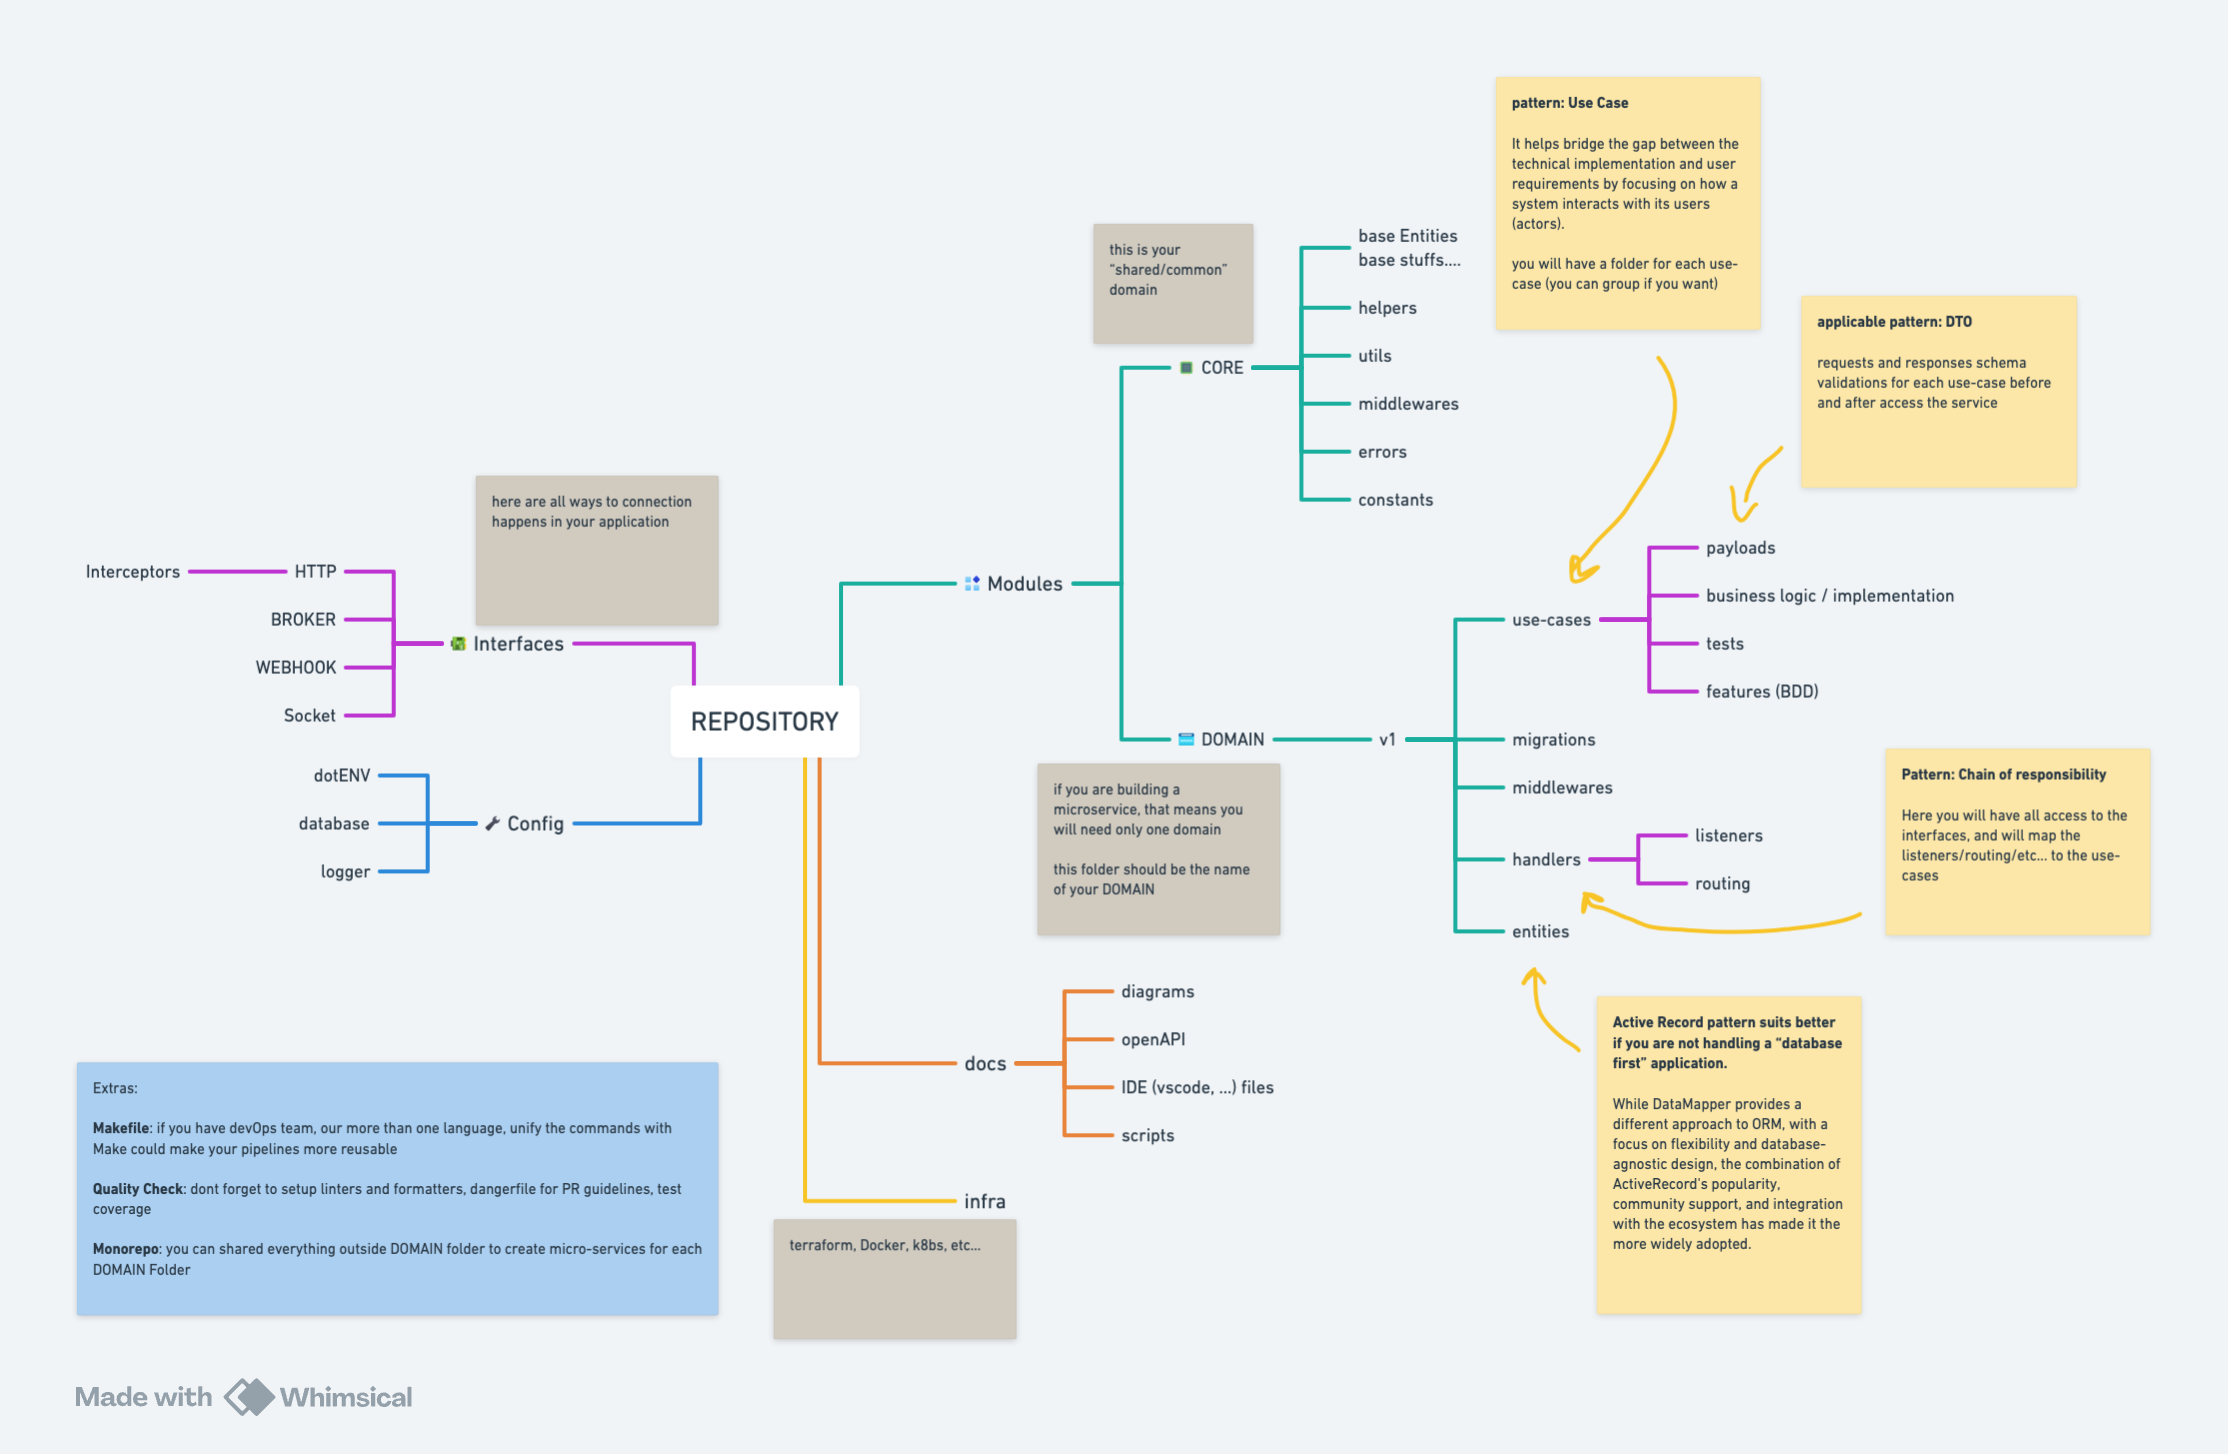 pattern: Use Case
It helps bridge the gap between the
technical implementation and user
requirements by focusing on how a
system interacts with its users
(actors).
you will have a folder for each use-
case (you can group if you want)
this is your
“shared/common”
domain
base Entities
base stuffs....
helpers
utils
middlewares
errors
constants
CORE
applicable pattern: DTO
requests and responses schema
validations for each use-case before
and after access the service
here are all ways to connection
happens in your application
Interceptors
HTTP
BROKER
WEBHOOK
Socket
Interfaces
Modules
REPOSITORY
dotENV
database
logger
Config
DOMAIN
v1
if you are building a
microservice, that means you
will need only one domain
this folder should be the name
of your DOMAIN
use-cases
payloads
business logic / implementation
tests
features (BDD)
migrations
middlewares
handlers
listeners
routing
entities
Pattern: Chain of responsibility
Here you will have all access to the
interfaces, and will map the
listeners/routing/etc... to the use-
cases
Active Record pattern suits better
if you are not handling a “database
first” application.
While DataMapper provides a
different approach to ORM, with a
focus on flexibility and database-
agnostic design, the combination of
ActiveRecord's popularity,
community support, and integration
with the ecosystem has made it the
more widely adopted.
docs
diagrams
openAPI
IDE (vscode, ...) files
scripts
infra
terraform, Docker, k8bs, etc...
Extras:
Makefile: if you have devOps team, our more than one language, unify the commands with
Make could make your pipelines more reusable
Quality Check: dont forget to setup linters and formatters, dangerfile for PR guidelines, test
coverage
Monorepo: you can shared everything outside DOMAIN folder to create micro-services for each
DOMAIN Folder
Made with Whimsical